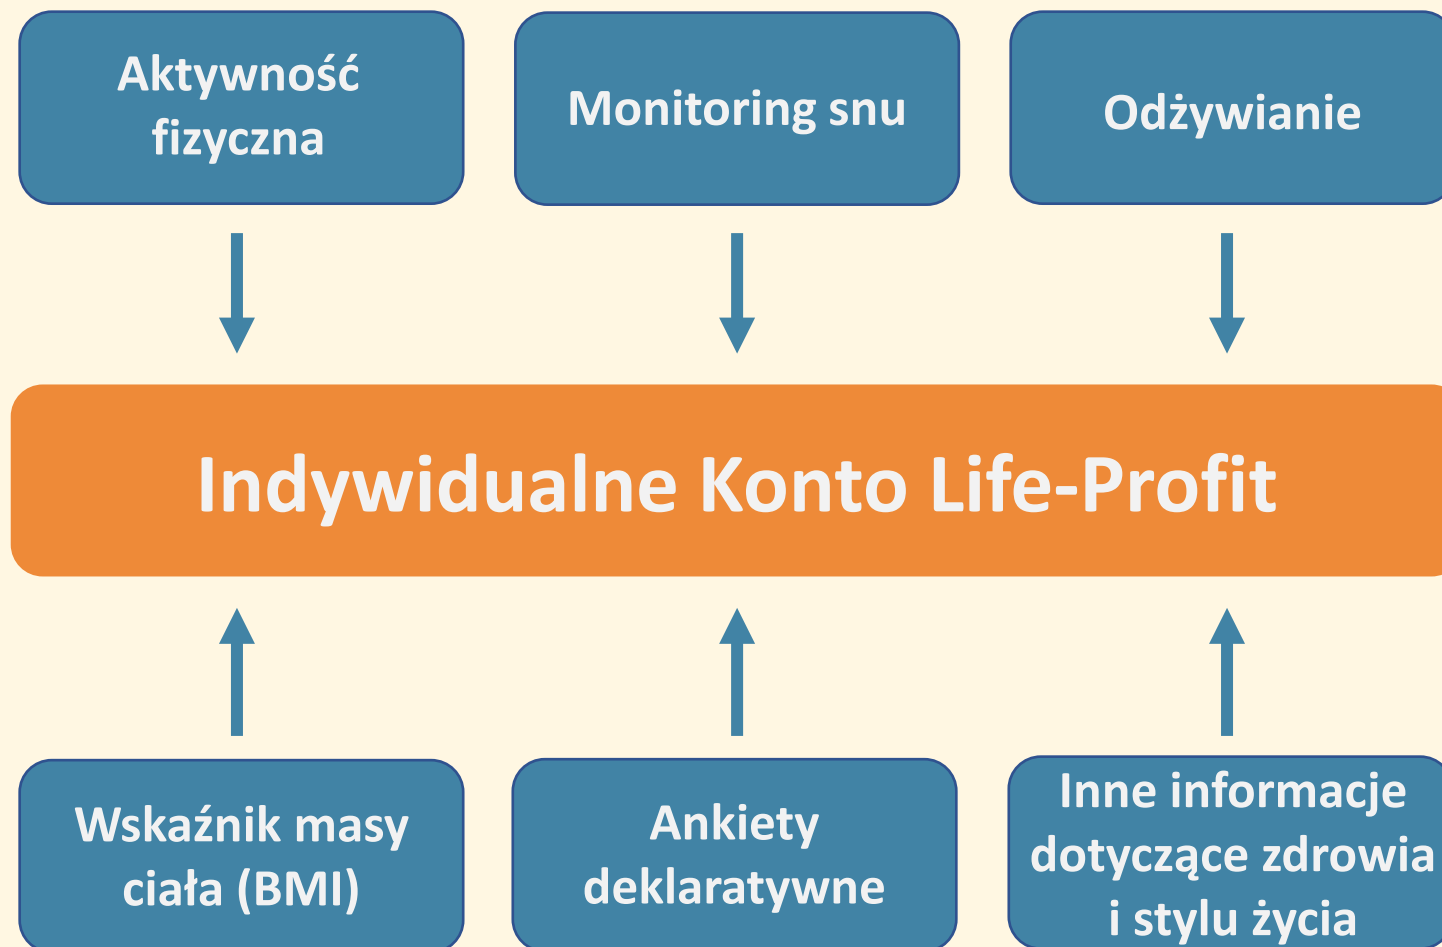 Aktywność
fizyczna
Monitoring snu
Odżywianie
Indywidualne Konto Life-Profit
Wskaźnik masy
ciała (BMI)
Ankiety
deklaratywne
Inne informacje
dotyczące zdrowia
i stylu życia